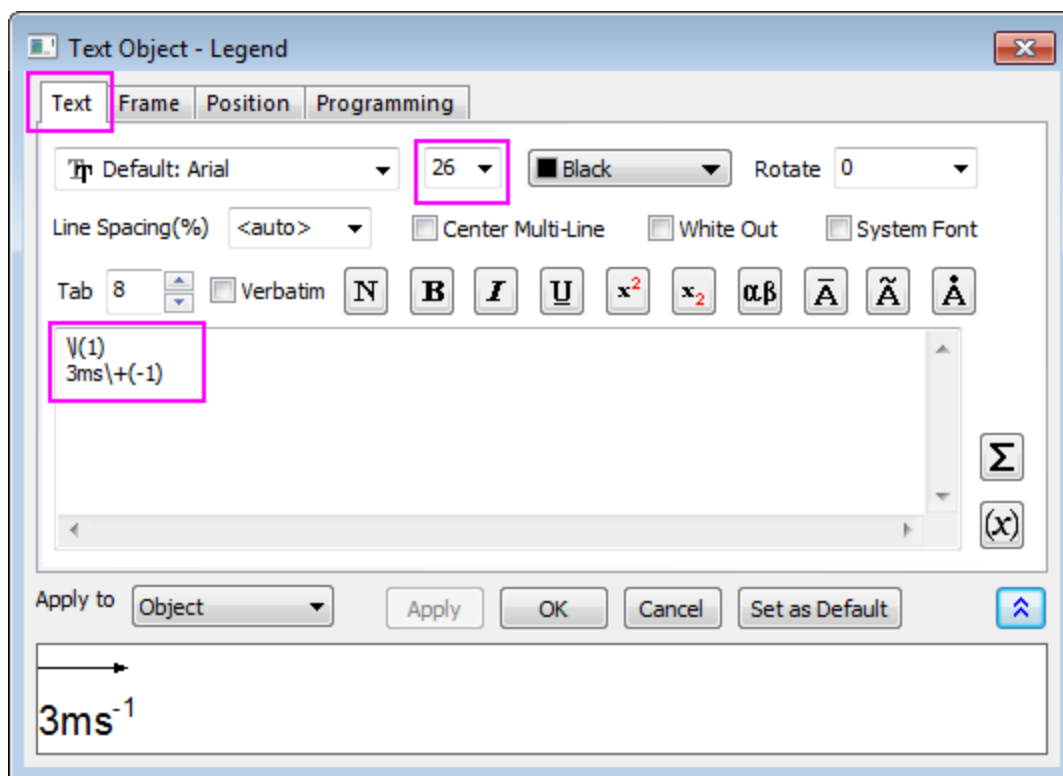 Text Object - Legend
Text Frame Position Programming
Default: Arial 26 Black Rotate 0
Line Spacing(%) <auto> Center Multi-Line White Out System Font
Tab 8 Verbatim N B I U x² x₂ αβ Ā Ã Å
\l(1)
3ms\+(-1)
Σ
(x)
Apply to Object Apply OK Cancel Set as Default
3ms⁻¹